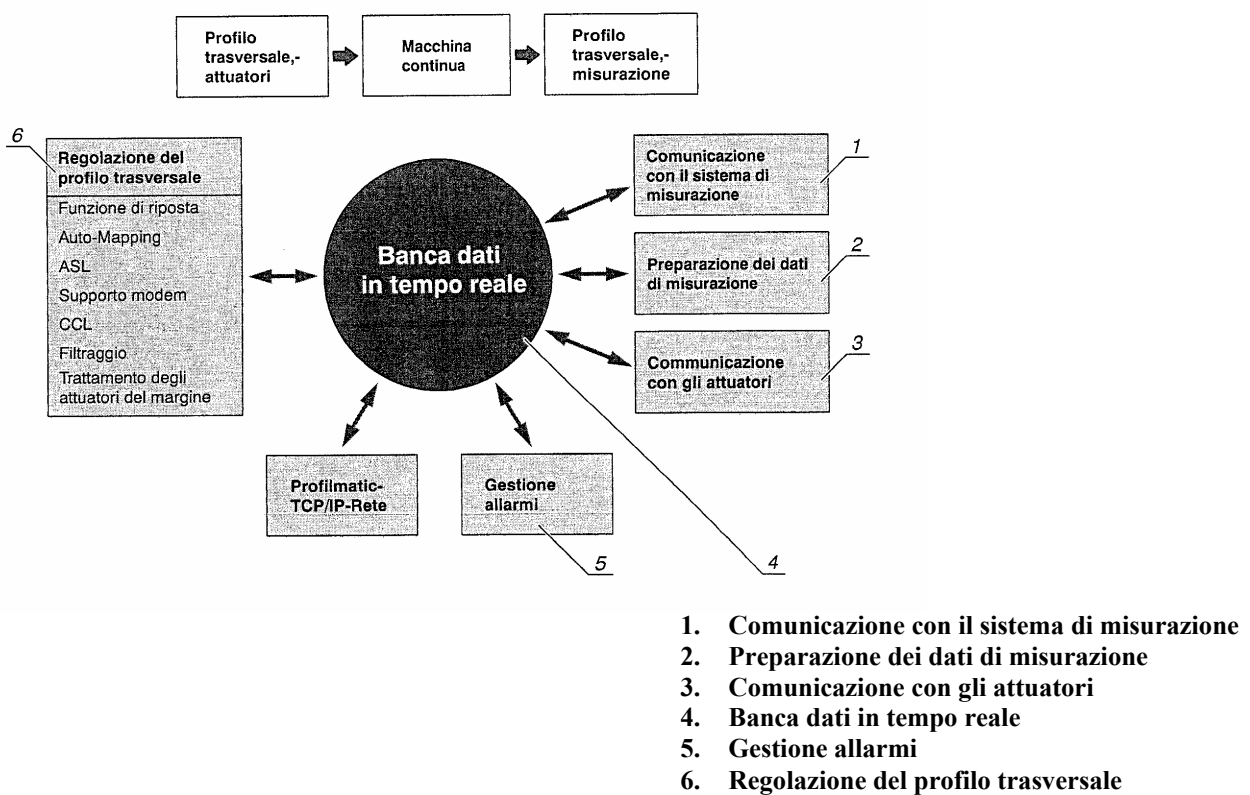 Profilo
trasversale,-
attuatori
Macchina
continua
Profilo
trasversale,-
misurazione
6
Regolazione del
profilo trasversale
Funzione di riposta
Auto-Mapping
ASL
Supporto modem
CCL
Filtraggio
Trattamento degli
attuatori del margine
Banca dati
in tempo reale
1
Comunicazione
con il sistema di
misurazione
2
Preparazione dei dati
di misurazione
3
Communicazione
con gli attuatori
Profilmatic-
TCP/IP-Rete
Gestione
allarmi
5
4
1. Comunicazione con il sistema di misurazione
2. Preparazione dei dati di misurazione
3. Comunicazione con gli attuatori
4. Banca dati in tempo reale
5. Gestione allarmi
6. Regolazione del profilo trasversale